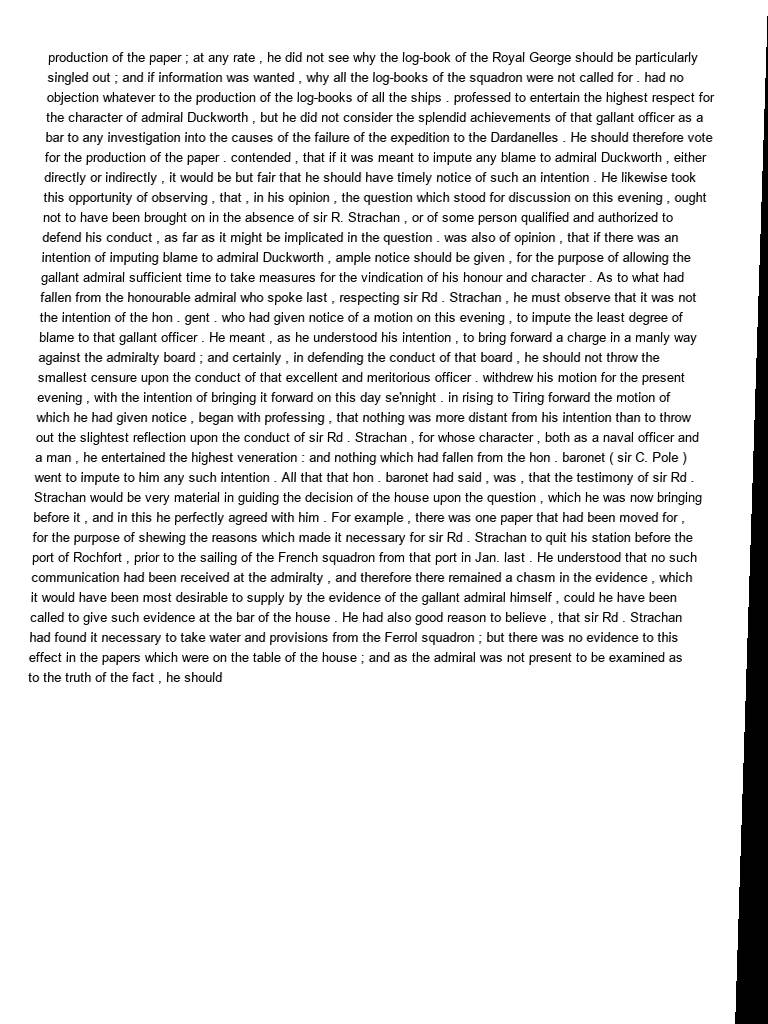 production of the paper ; at any rate , he did not see why the log-book of the Royal George should be particularly
singled out ; and if information was wanted , why all the log-books of the squadron were not called for . had no
objection whatever to the production of the log-books of all the ships . professed to entertain the highest respect for
the character of admiral Duckworth , but he did not consider the splendid achievements of that gallant officer as a
bar to any investigation into the causes of the failure of the expedition to the Dardanelles . He should therefore vote
for the production of the paper . contended , that if it was meant to impute any blame to admiral Duckworth , either
directly or indirectly , it would be but fair that he should have timely notice of such an intention . He likewise took
this opportunity of observing , that , in his opinion , the question which stood for discussion on this evening , ought
not to have been brought on in the absence of sir R. Strachan , or of some person qualified and authorized to
defend his conduct , as far as it might be implicated in the question . was also of opinion , that if there was an
intention of imputing blame to admiral Duckworth , ample notice should be given , for the purpose of allowing the
gallant admiral sufficient time to take measures for the vindication of his honour and character . As to what had
fallen from the honourable admiral who spoke last , respecting sir Rd . Strachan , he must observe that it was not
the intention of the hon . gent . who had given notice of a motion on this evening , to impute the least degree of
blame to that gallant officer . He meant , as he understood his intention , to bring forward a charge in a manly way
against the admiralty board ; and certainly , in defending the conduct of that board , he should not throw the
smallest censure upon the conduct of that excellent and meritorious officer . withdrew his motion for the present
evening , with the intention of bringing it forward on this day se'nnight . in rising to Tiring forward the motion of
which he had given notice , began with professing , that nothing was more distant from his intention than to throw
out the slightest reflection upon the conduct of sir Rd . Strachan , for whose character , both as a naval officer and
a man , he entertained the highest veneration : and nothing which had fallen from the hon . baronet ( sir C. Pole )
went to impute to him any such intention . All that that hon . baronet had said , was , that the testimony of sir Rd .
Strachan would be very material in guiding the decision of the house upon the question , which he was now bringing
before it , and in this he perfectly agreed with him . For example , there was one paper that had been moved for ,
for the purpose of shewing the reasons which made it necessary for sir Rd . Strachan to quit his station before the
port of Rochfort , prior to the sailing of the French squadron from that port in Jan. last . He understood that no such
communication had been received at the admiralty , and therefore there remained a chasm in the evidence , which
it would have been most desirable to supply by the evidence of the gallant admiral himself , could he have been
called to give such evidence at the bar of the house . He had also good reason to believe , that sir Rd . Strachan
had found it necessary to take water and provisions from the Ferrol squadron ; but there was no evidence to this
effect in the papers which were on the table of the house ; and as the admiral was not present to be examined as
to the truth of the fact , he should